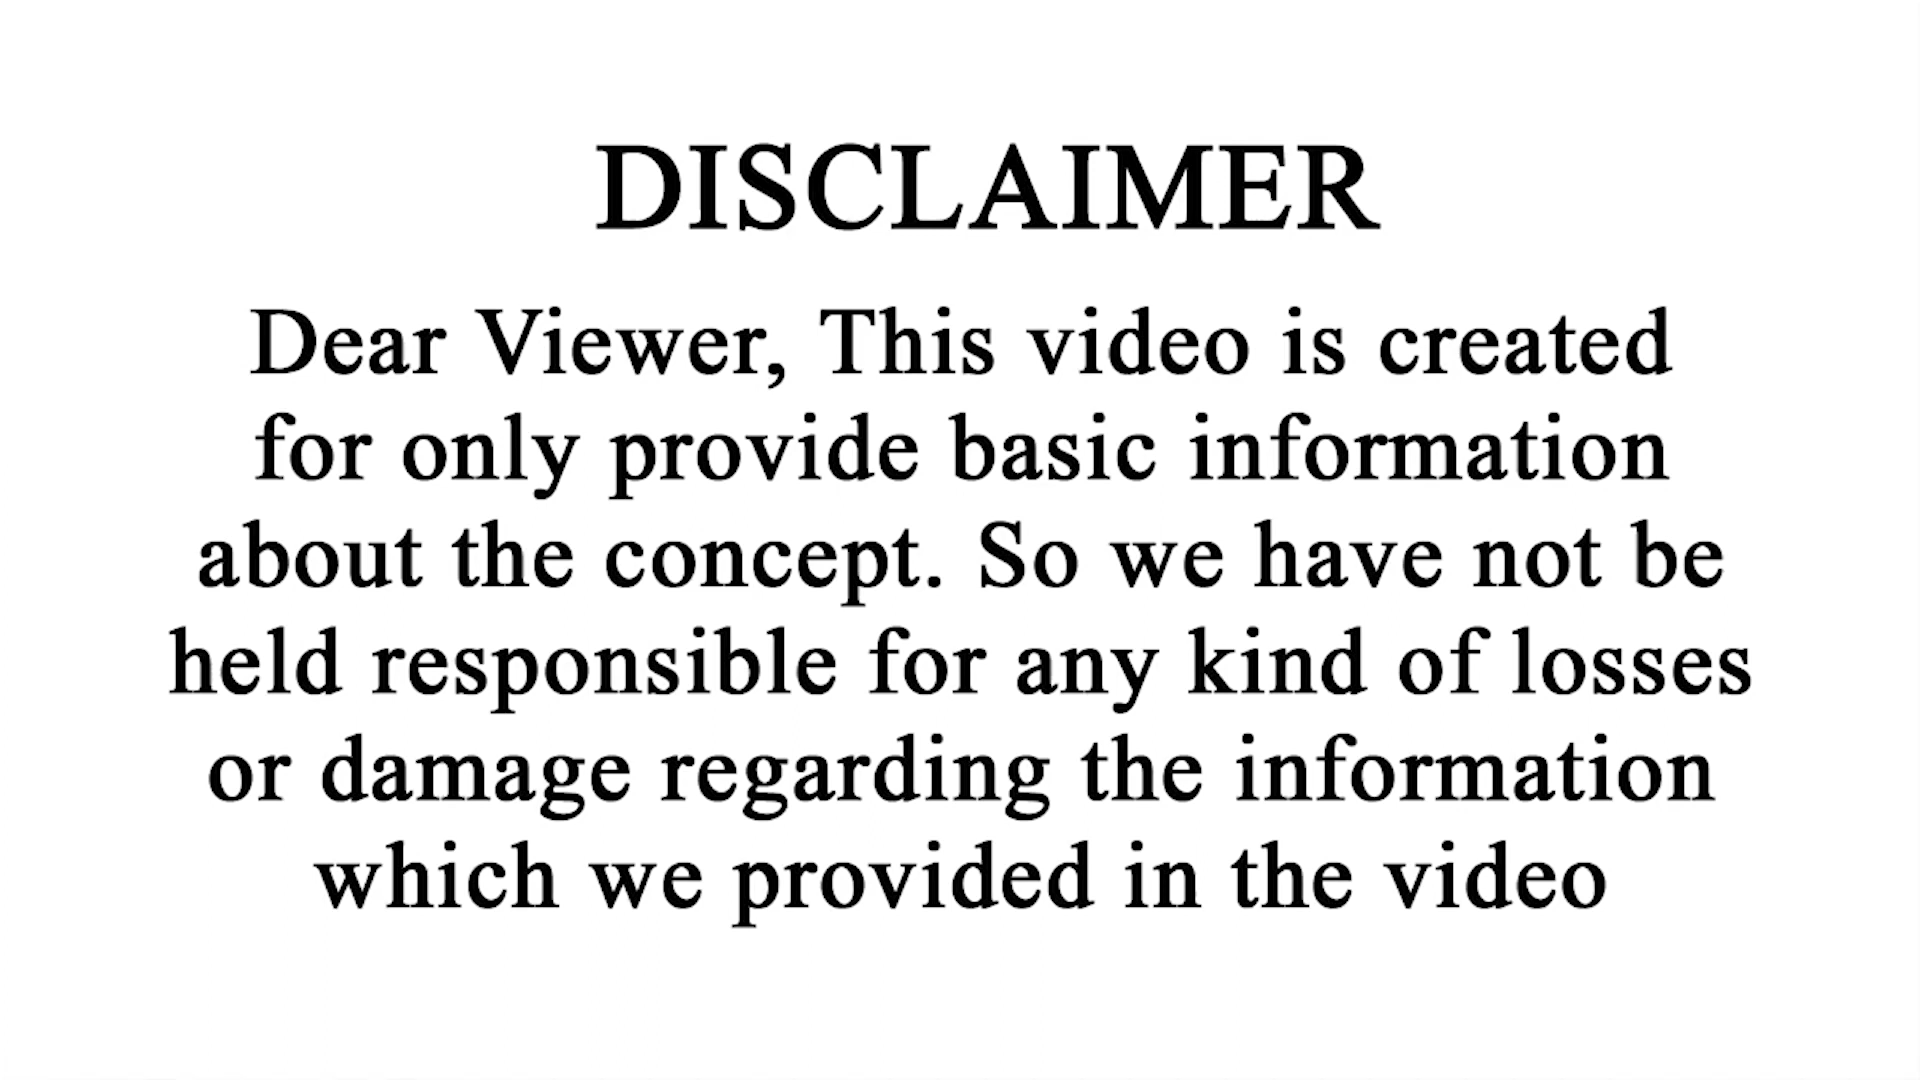 DISCLAIMER
Dear Viewer, This video is created
for only provide basic information
about the concept. So we have not be
held responsible for any kind of losses
or damage regarding the information
which we provided in the video